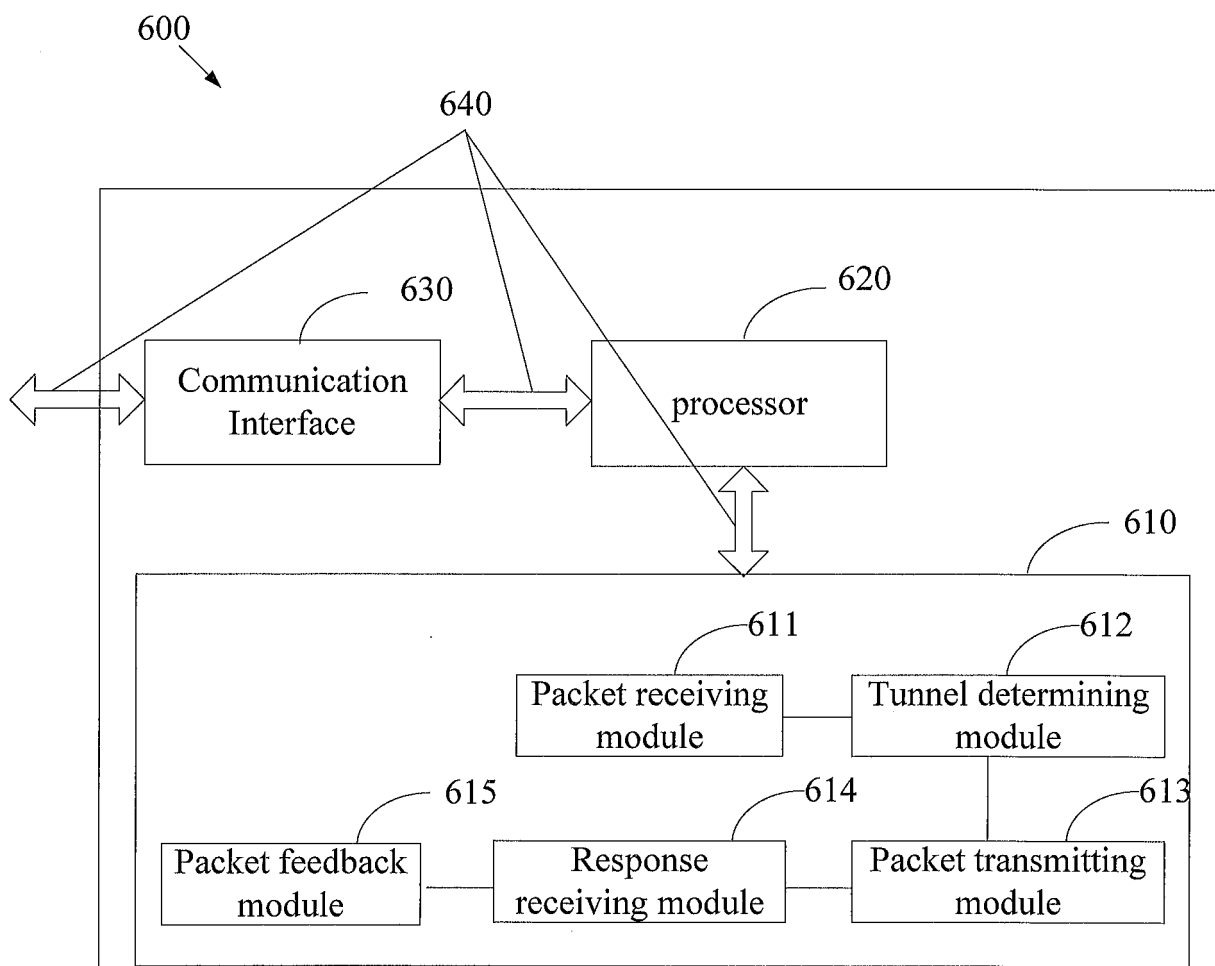 600
640
630
620
Communication
Interface
processor
610
611
612
Packet receiving
module
Tunnel determining
module
615
614
613
Packet feedback
module
Response
receiving module
Packet transmitting
module